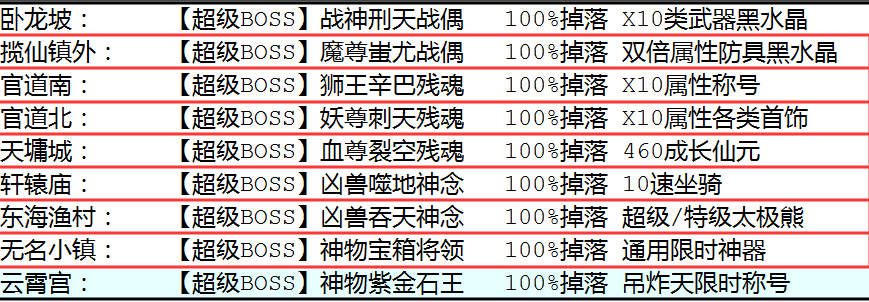 卧龙坡： 【超级BOSS】战神刑天战偶 100%掉落 X10类武器黑水晶
揽仙镇外： 【超级BOSS】魔尊蚩尤战偶 100%掉落 双倍属性防具黑水晶
官道南： 【超级BOSS】狮王辛巴残魂 100%掉落 X10属性称号
官道北： 【超级BOSS】妖尊刺天残魂 100%掉落 X10属性各类首饰
天墉城： 【超级BOSS】血尊裂空残魂 100%掉落 460成长仙元
轩辕庙： 【超级BOSS】凶兽噬地神念 100%掉落 10速坐骑
东海渔村： 【超级BOSS】凶兽吞天神念 100%掉落 超级/特级太极熊
无名小镇： 【超级BOSS】神物宝箱将领 100%掉落 通用限时神器
云霄宫： 【超级BOSS】神物紫金石王 100%掉落 吊炸天限时称号